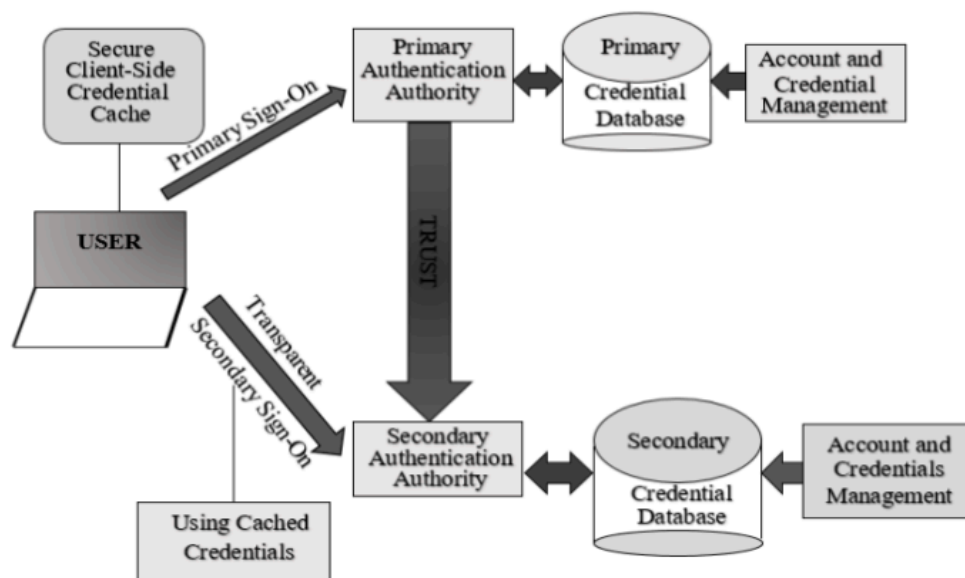 Secure
Client-Side
Credential
Cache
Primary Sign-On
Primary
Authentication
Authority
Primary
Credential
Database
Account and
Credential
Management
USER
TRUST
Transparent
Secondary Sign-On
Secondary
Authentication
Authority
Secondary
Credential
Database
Account and
Credentials
Management
Using Cached
Credentials